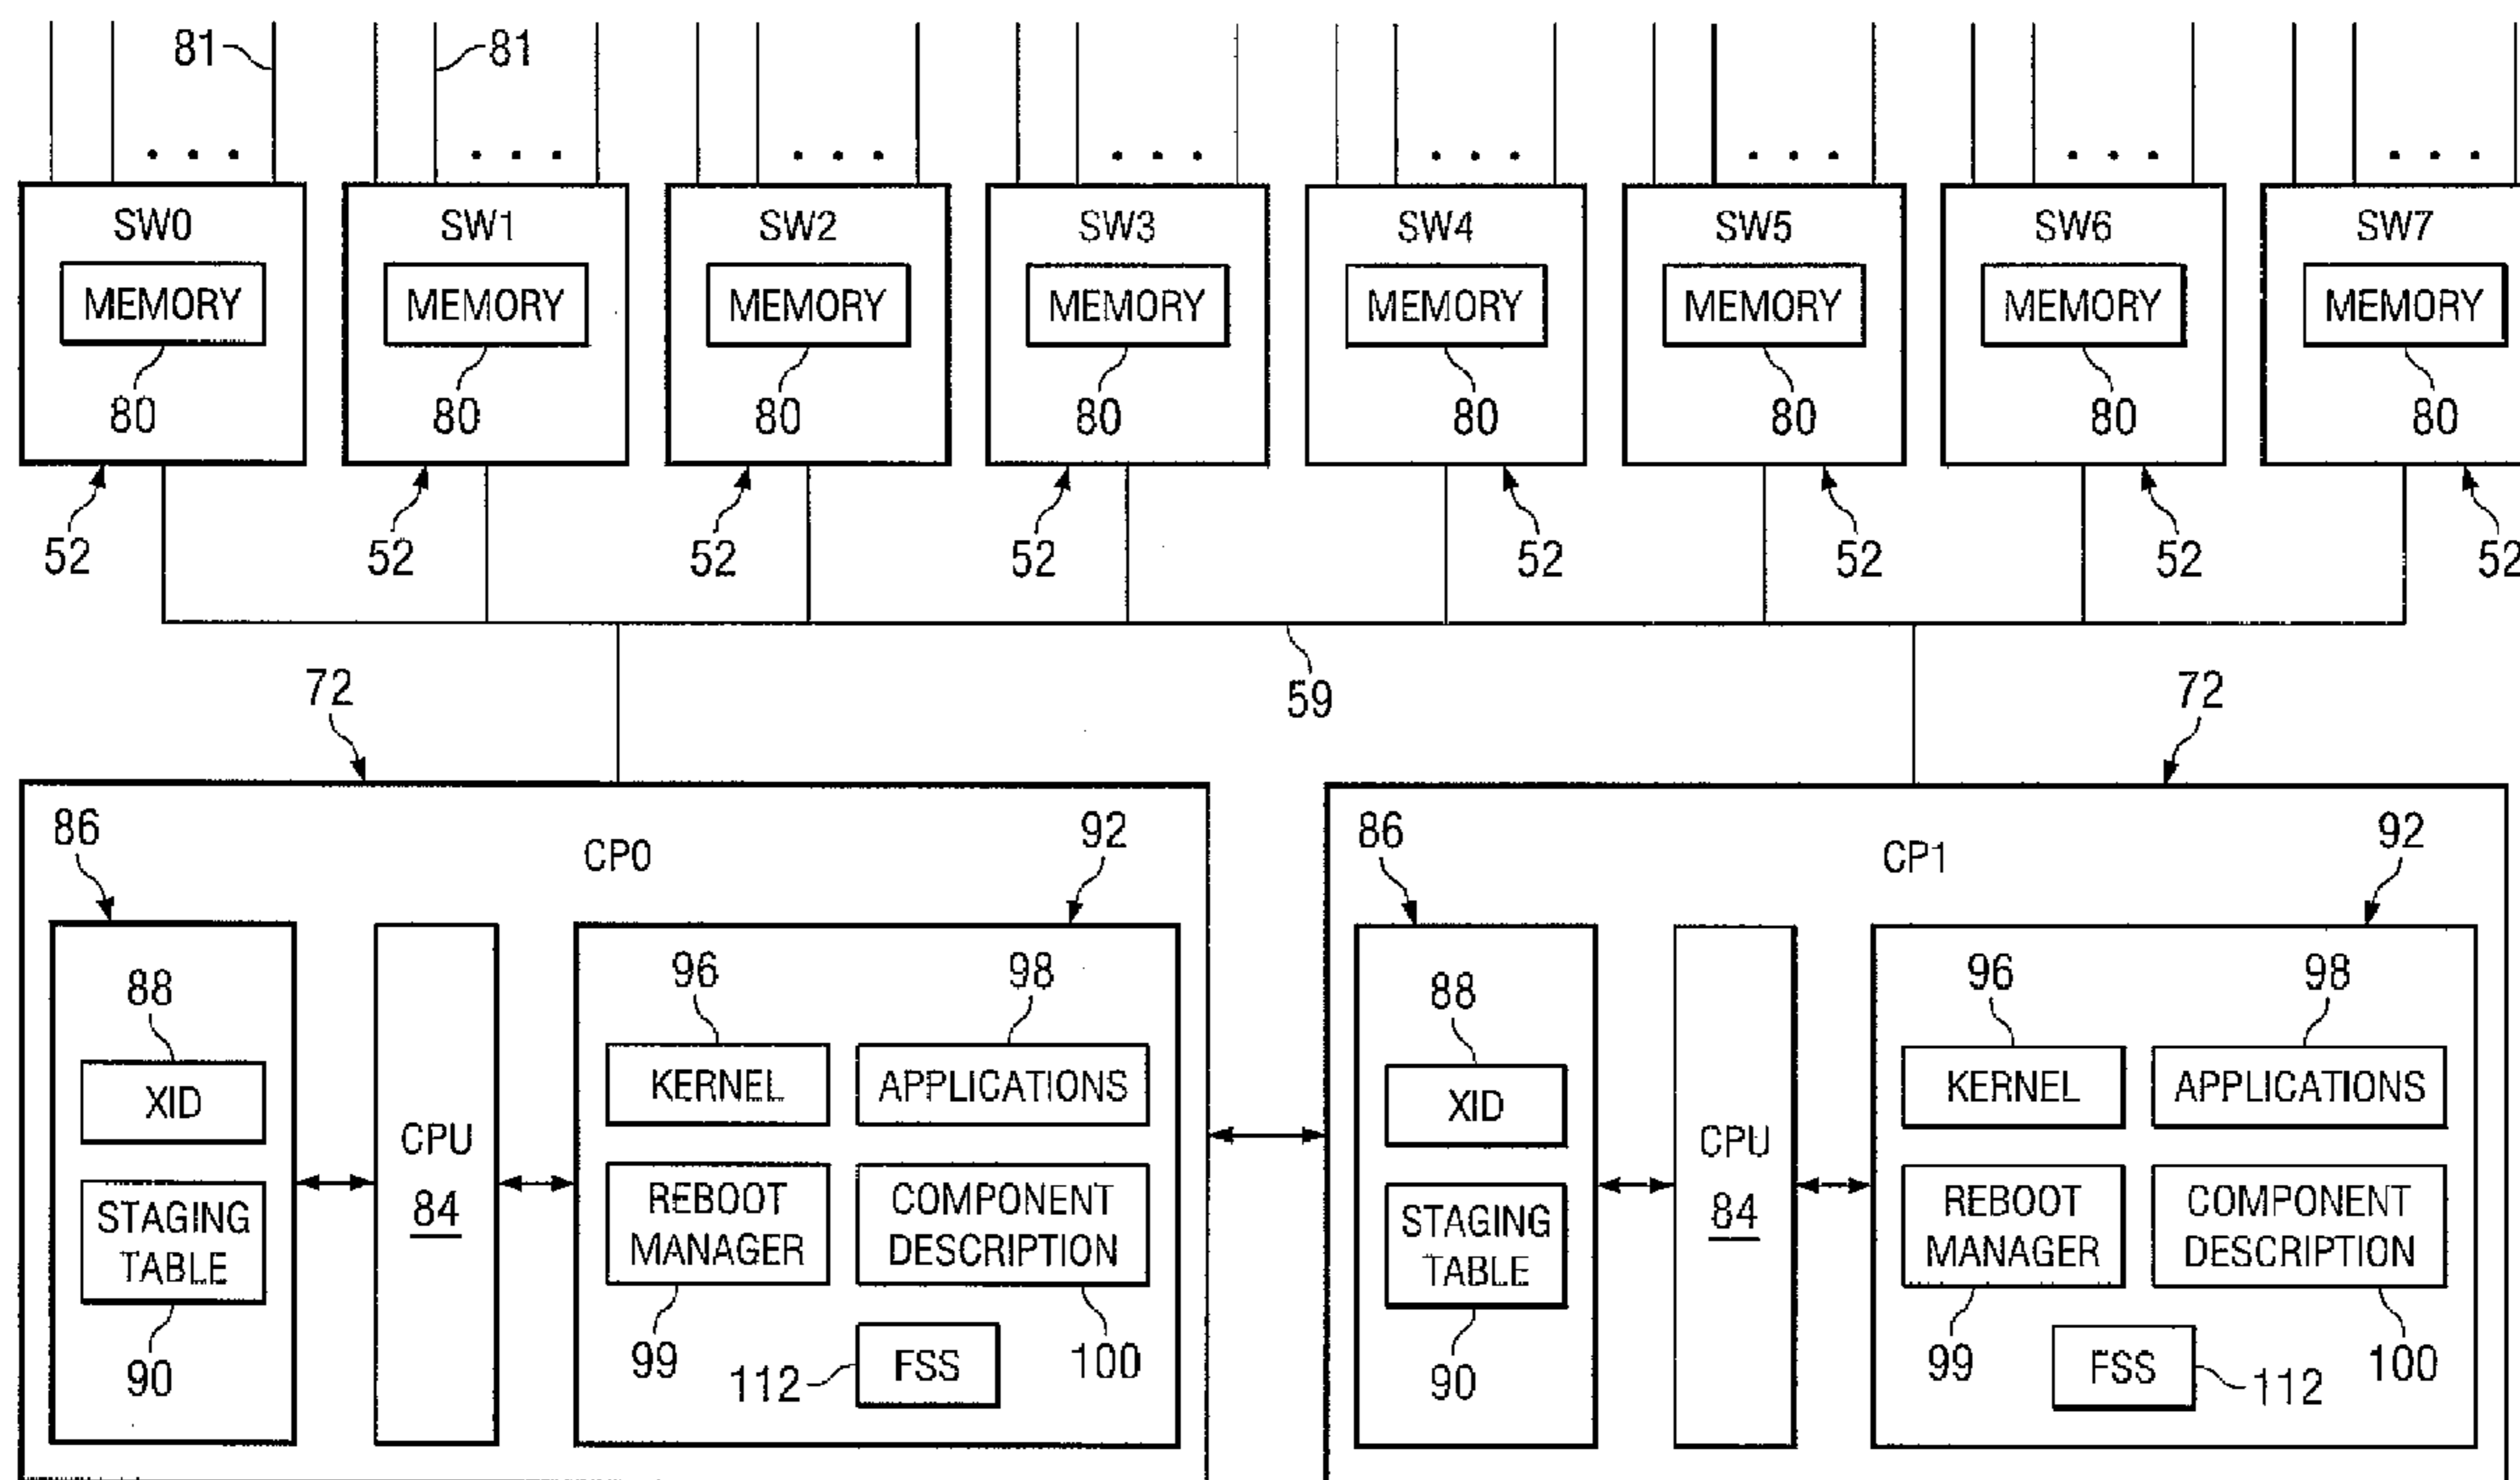 81 81
SW0 SW1 SW2 SW3 SW4 SW5 SW6 SW7
MEMORY MEMORY MEMORY MEMORY MEMORY MEMORY MEMORY MEMORY
80 80 80 80 80 80 80 80
52 52 52 52 52 52 52 52
59
72 72
86 CP0 92
88 96 98
XID KERNEL APPLICATIONS
CPU
84
STAGING
TABLE
REBOOT
MANAGER
COMPONENT
DESCRIPTION
90 99 112 FSS 100
86 CP1 92
88 96 98
XID KERNEL APPLICATIONS
CPU
84
STAGING
TABLE
REBOOT
MANAGER
COMPONENT
DESCRIPTION
90 99 FSS 112 100